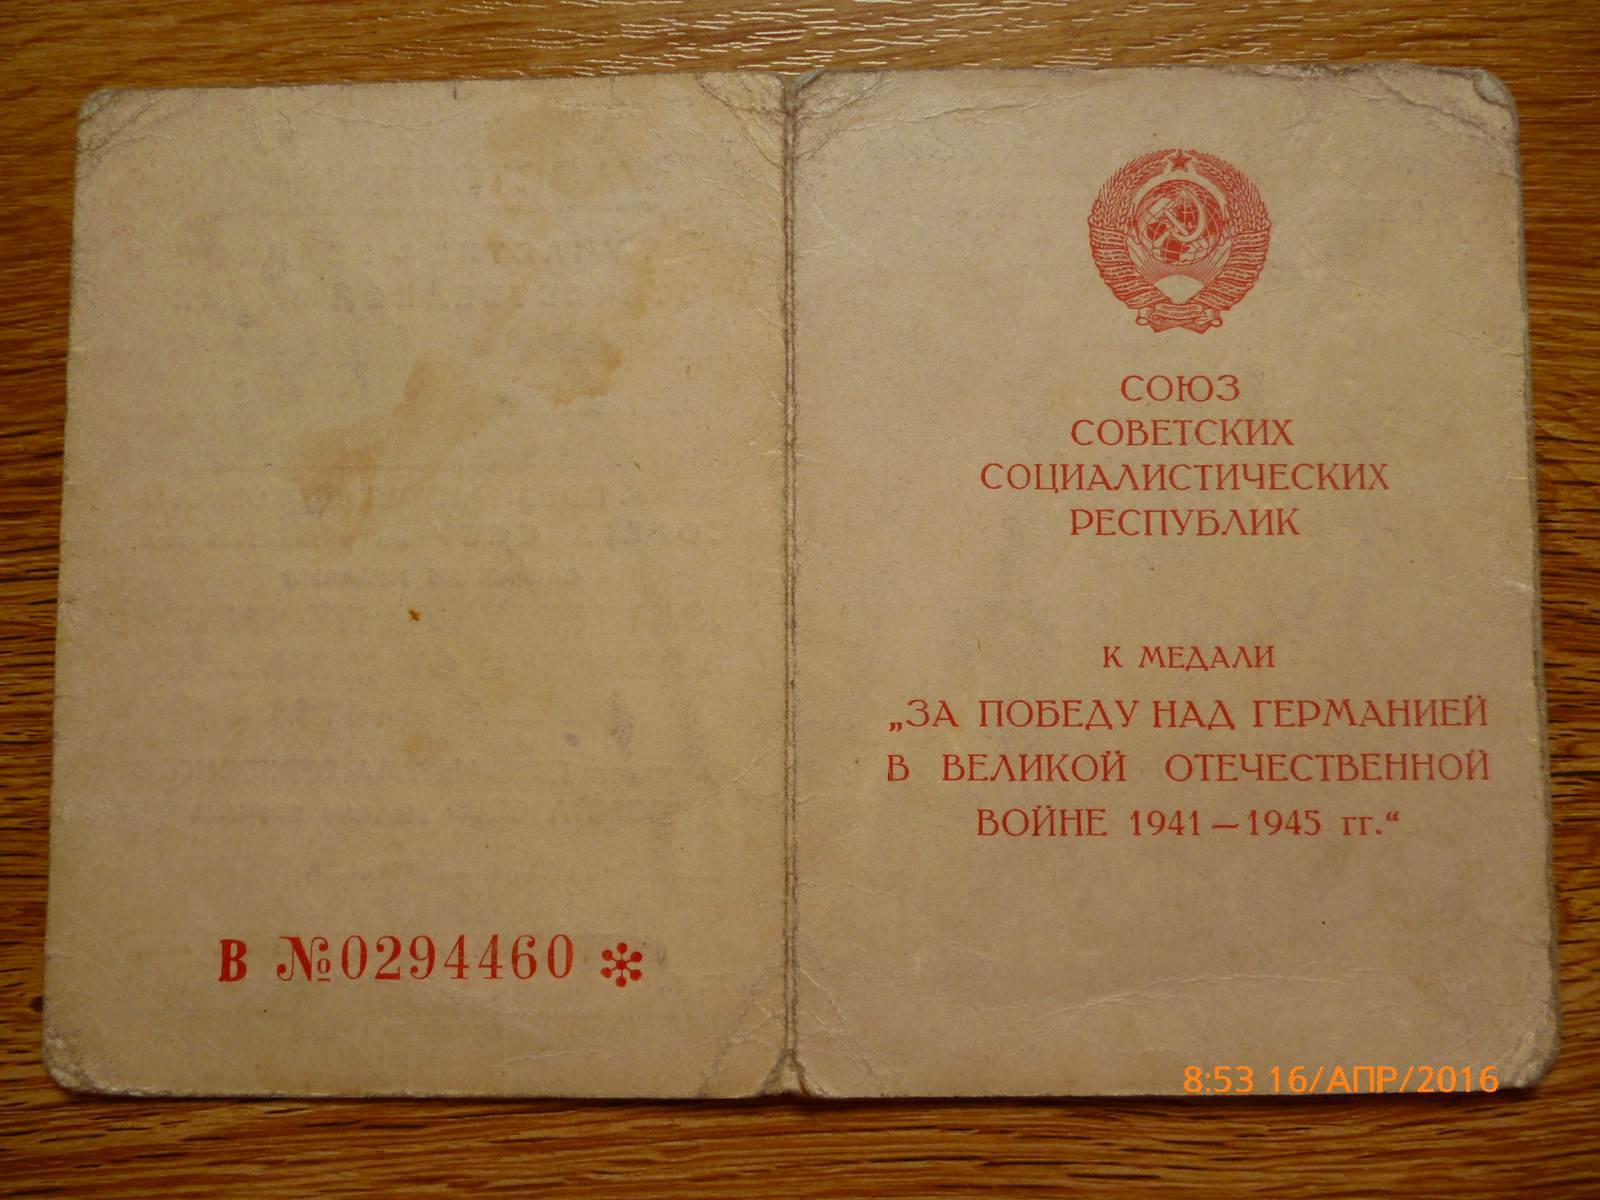 В №0294460
СОЮЗ
СОВЕТСКИХ
СОЦИАЛИСТИЧЕСКИХ
РЕСПУБЛИК
К МЕДАЛИ
„ЗА ПОБЕДУ НАД ГЕРМАНИЕЙ
В ВЕЛИКОЙ ОТЕЧЕСТВЕННОЙ
ВОЙНЕ 1941—1945 гг.“
8:53 16/АПР/2016